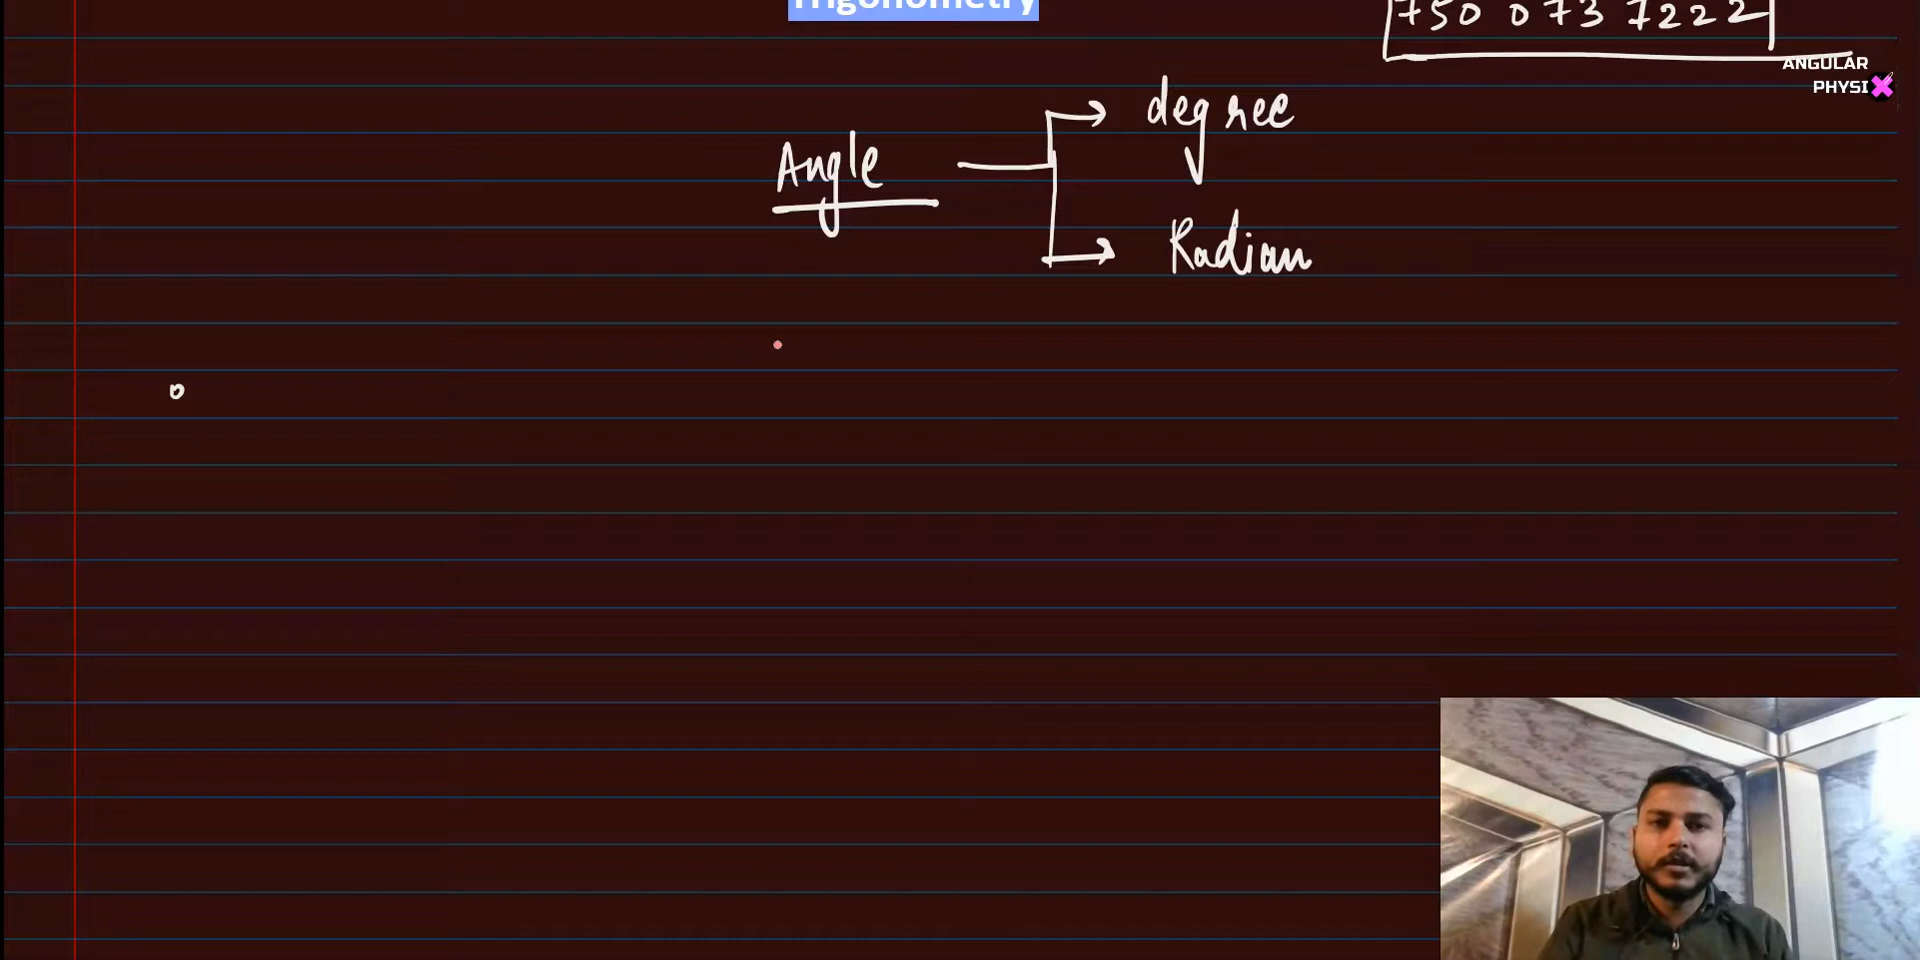 Trigonometry
750 073 7222
ANGULAR
PHYSI
degree
Angle
Radian